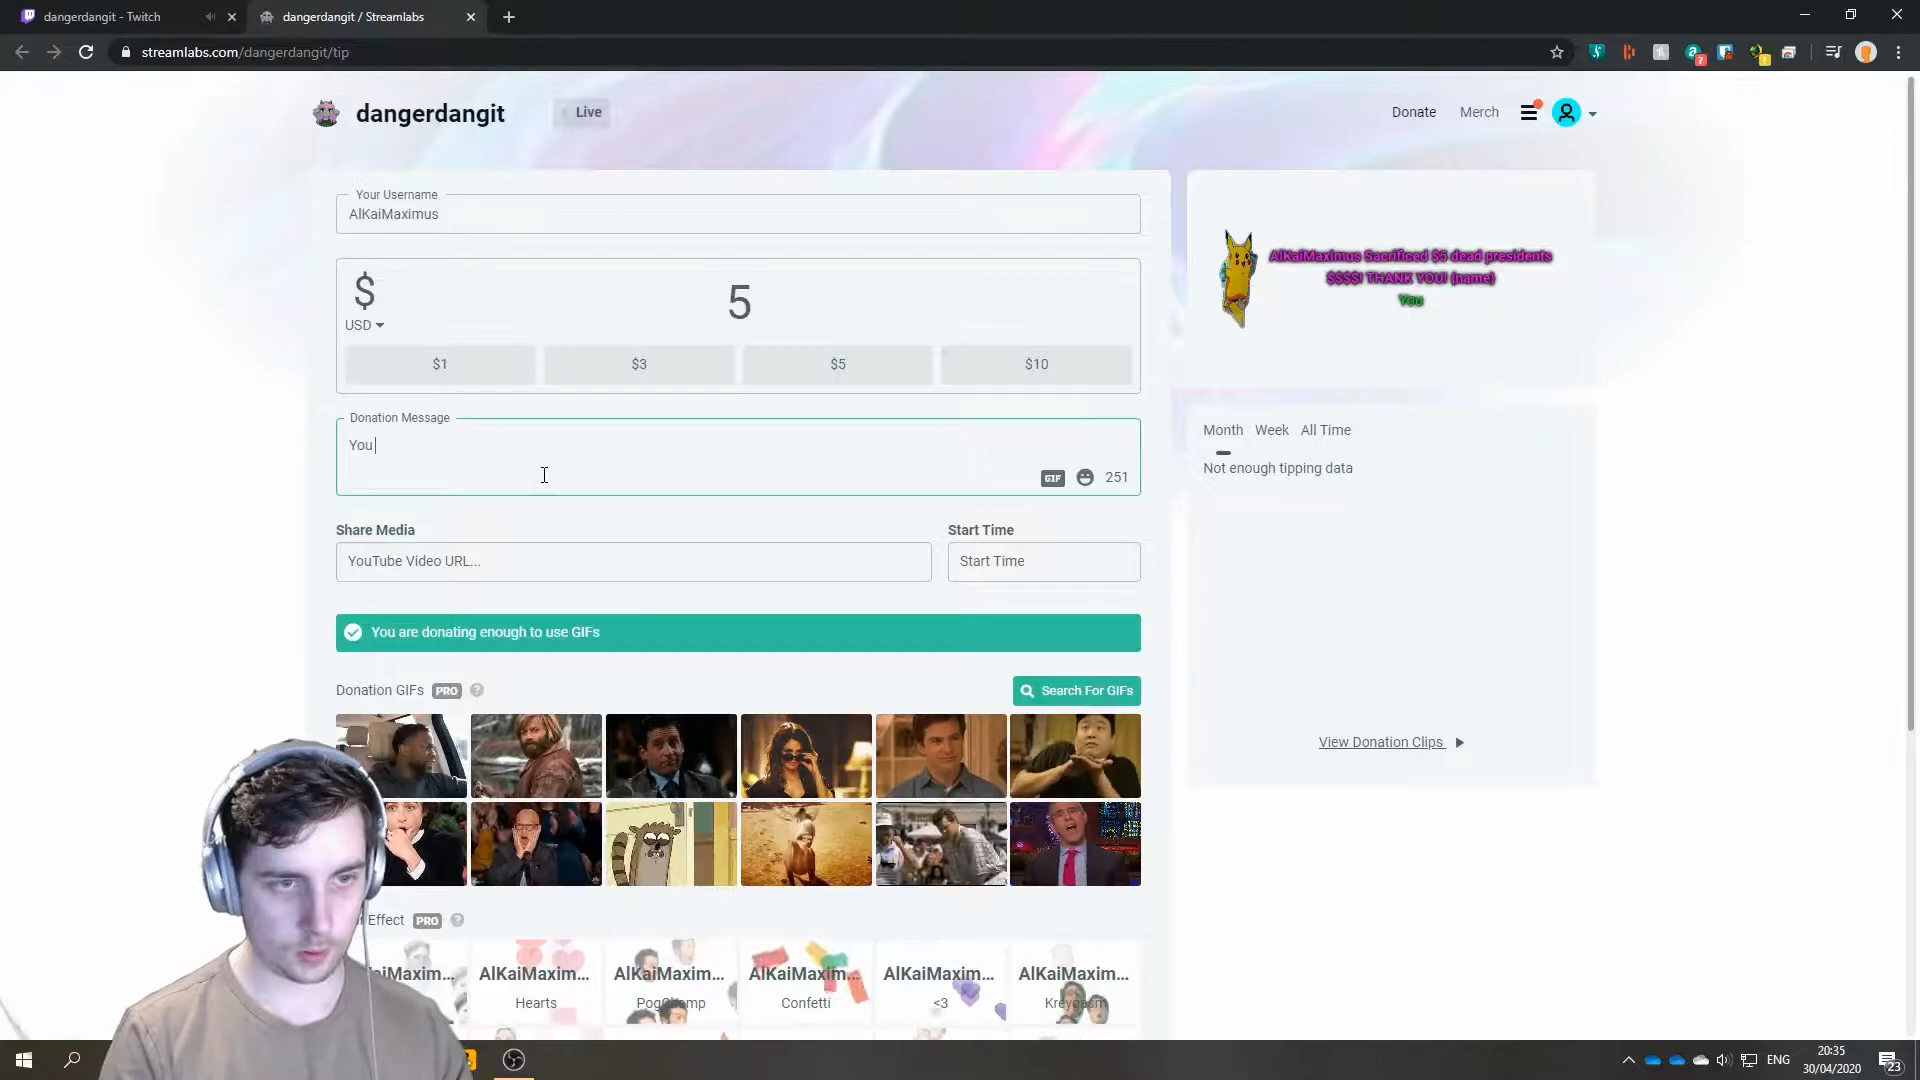 dangerdangit - Twitch
dangerdangit / Streamlabs
streamlabs.com/dangerdangit/tip
7
dangerdangit
Live
Donate
Merch
Your Username
AlKaiMaximus
$
USD
5
$1
$3
$5
$10
Donation Message
You
GIF
251
Share Media
YouTube Video URL...
Start Time
Start Time
You are donating enough to use GIFs
Donation GIFs PRO ?
Search For GIFs
Effect PRO ?
AlKaiMaxim...
AlKaiMaxim...
AlKaiMaxim...
AlKaiMaxim...
AlKaiMaxim...
Hearts
PogChamp
Confetti
<3
Kreygasm
AlKaiMaximus Sacrificed $5 dead presidents
$$$$! THANK YOU! {name}
You
Month
Week
All Time
Not enough tipping data
View Donation Clips
ENG
20:35
30/04/2020
23